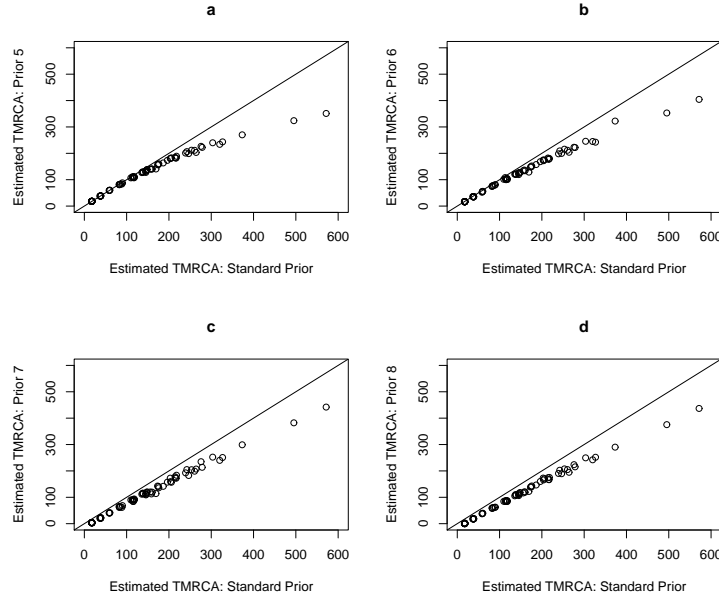 a
Estimated TMRCA: Prior 5
0 100 300 500
0 100 200 300 400 500 600
Estimated TMRCA: Standard Prior
b
Estimated TMRCA: Prior 6
0 100 300 500
0 100 200 300 400 500 600
Estimated TMRCA: Standard Prior
c
Estimated TMRCA: Prior 7
0 100 300 500
0 100 200 300 400 500 600
Estimated TMRCA: Standard Prior
d
Estimated TMRCA: Prior 8
0 100 300 500
0 100 200 300 400 500 600
Estimated TMRCA: Standard Prior